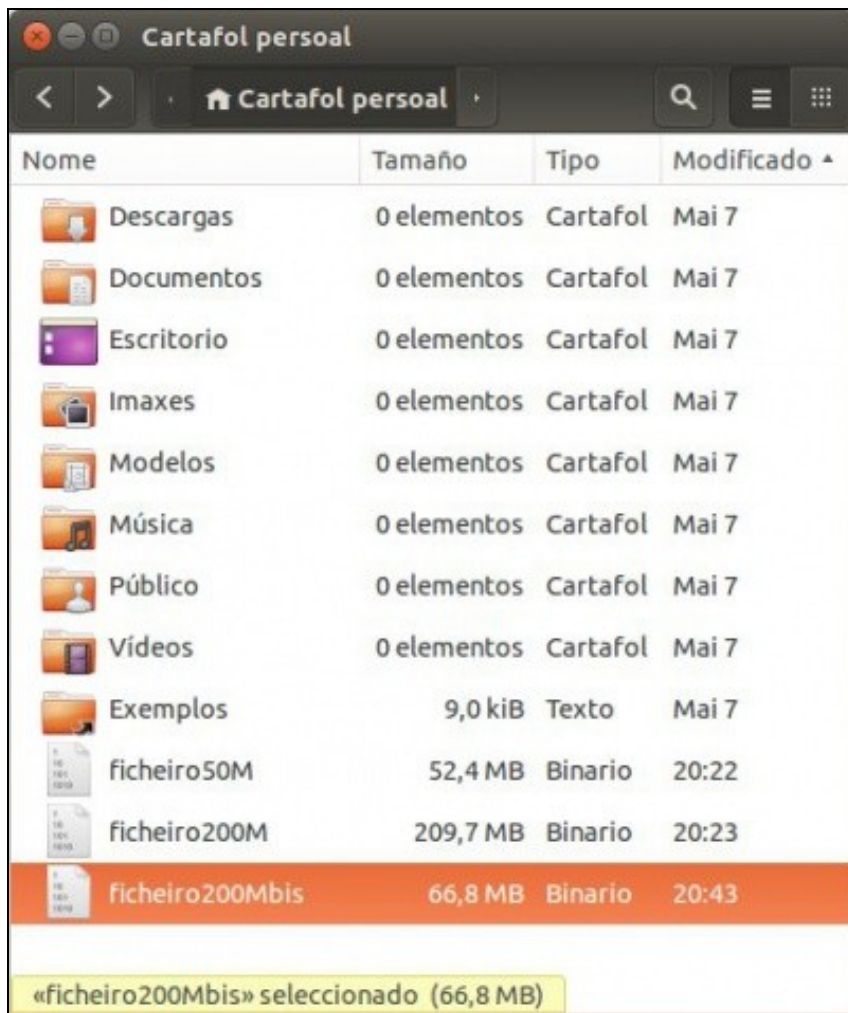 Cartafol persoal
Cartafol persoal
Nome Tamaño Tipo Modificado
Descargas 0 elementos Cartafol Mai 7
Documentos 0 elementos Cartafol Mai 7
Escritorio 0 elementos Cartafol Mai 7
Imaxes 0 elementos Cartafol Mai 7
Modelos 0 elementos Cartafol Mai 7
Música 0 elementos Cartafol Mai 7
Público 0 elementos Cartafol Mai 7
Vídeos 0 elementos Cartafol Mai 7
Exemplos 9,0 kiB Texto Mai 7
ficheiro50M 52,4 MB Binario 20:22
ficheiro200M 209,7 MB Binario 20:23
ficheiro200Mbis 66,8 MB Binario 20:43
«ficheiro200Mbis» seleccionado (66,8 MB)